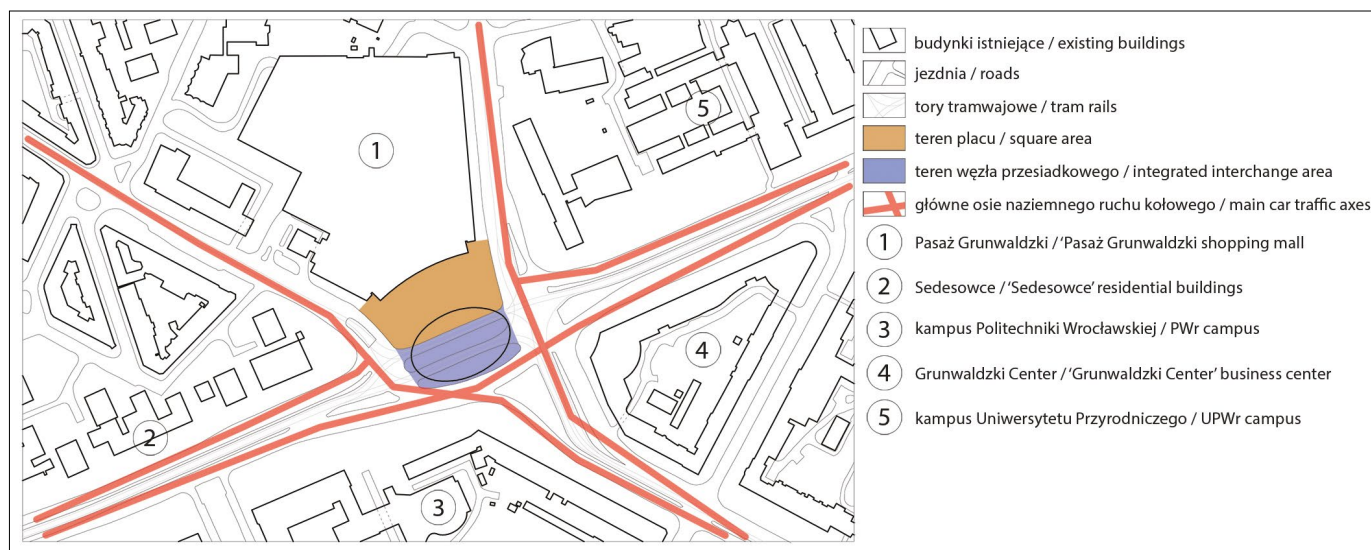 1
5
4
2
3
budynki istniejące / existing buildings
jezdnia / roads
tory tramwajowe / tram rails
teren placu / square area
teren węzła przesiadkowego / integrated interchange area
główne osie naziemnego ruchu kołowego / main car traffic axes
1 Pasaż Grunwaldzki / ‘Pasaż Grunwaldzki shopping mall
2 Sedesowce / ‘Sedesowce’ residential buildings
3 kampus Politechniki Wrocławskiej / PWr campus
4 Grunwaldzki Center / ‘Grunwaldzki Center’ business center
5 kampus Uniwersytetu Przyrodniczego / UPWr campus